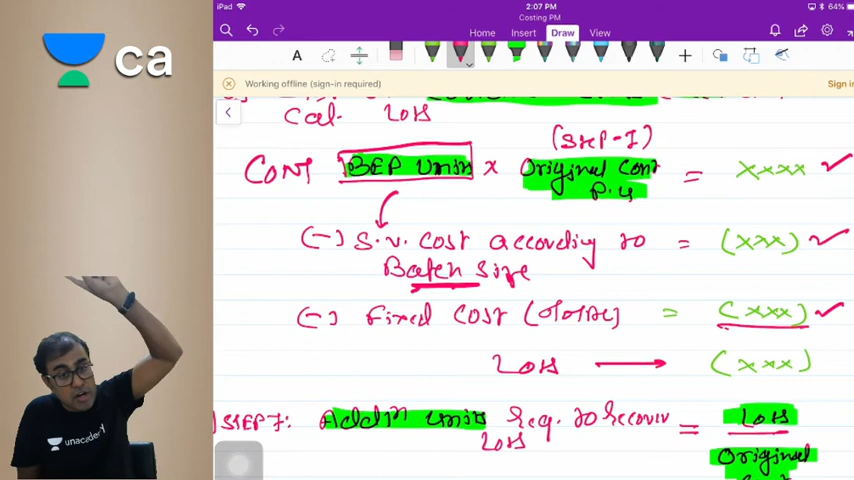 iPad
2:07 PM
64%
Costing PM
Home Insert Draw View
A
Working offline (sign-in required)
Sign in
ca
Cal. Loss
(Step-I)
Cont BEP Units x Original Cont P.U = xxxx
(-) S.V. Cost according to = (xxx)
Batch Size
(-) Fixed Cost (Total) = (xxx)
Loss → (xxx)
STEP 7: Addn Units Req. to Recover = Loss
Loss Original
unacademy